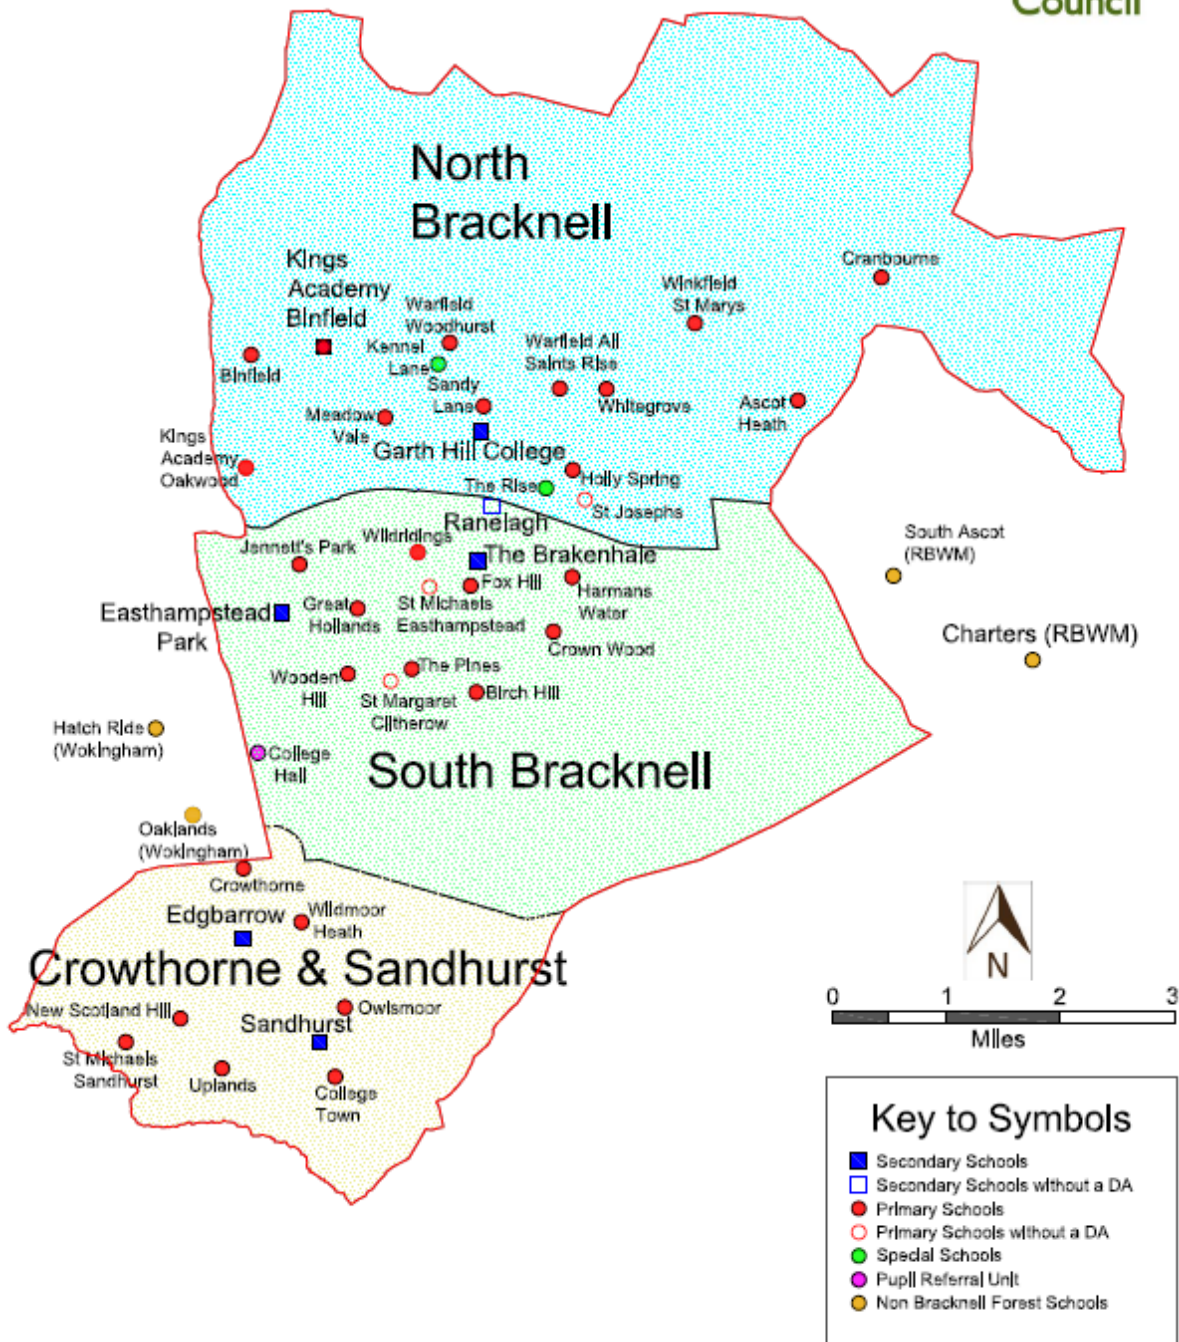 Council
North
Bracknell
Kings
Academy
Binfield
Cranbourne
Winkfield
St Marys
Warfield
Woodhurst
Kennel
Lane
Warfield All
Saints Rise
Binfield
Sandy
Lane
Whitegrove
Ascot
Heath
Meadow
Vale
Kings
Academy
Oakwood
Garth Hill College
Holly Spring
The Rise
St Josephs
Ranelagh
South Ascot
(RBWM)
Jennett's Park
Wildridings
The Brakenhale
Fox Hill
Harmans
Water
Easthampstead
Park
Great
Hollands
St Michaels
Easthampstead
Crown Wood
Charters (RBWM)
The Pines
Wooden
Hill
St Margaret
Clitherow
Birch Hill
Hatch Ride
(Wokingham)
College
Hall
South Bracknell
Oaklands
(Wokingham)
Crowthorne
Edgbarrow
Wildmoor
Heath
Crowthorne & Sandhurst
N
New Scotland Hill
Owlsmoor
Sandhurst
St Michaels
Sandhurst
Uplands
College
Town
0 1 2 3
Miles
Key to Symbols
Secondary Schools
Secondary Schools without a DA
Primary Schools
Primary Schools without a DA
Special Schools
Pupil Referral Unit
Non Bracknell Forest Schools